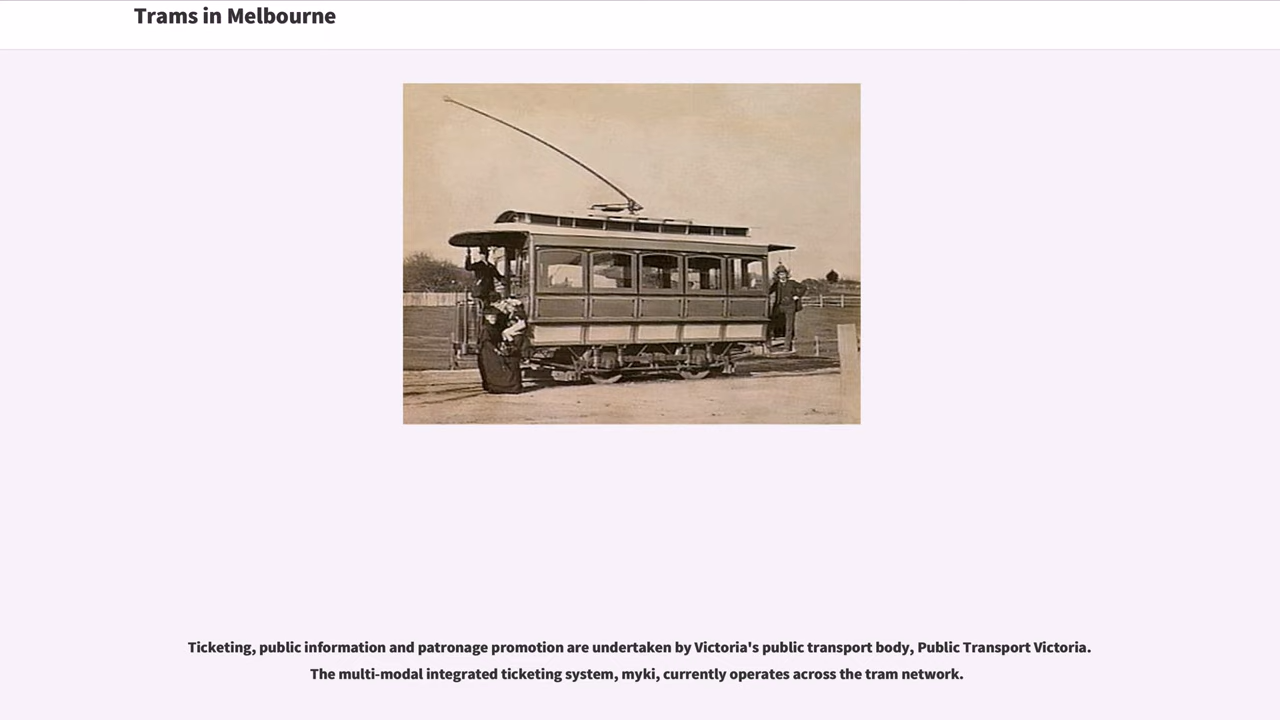 Trams in Melbourne
Ticketing, public information and patronage promotion are undertaken by Victoria's public transport body, Public Transport Victoria.
The multi-modal integrated ticketing system, myki, currently operates across the tram network.